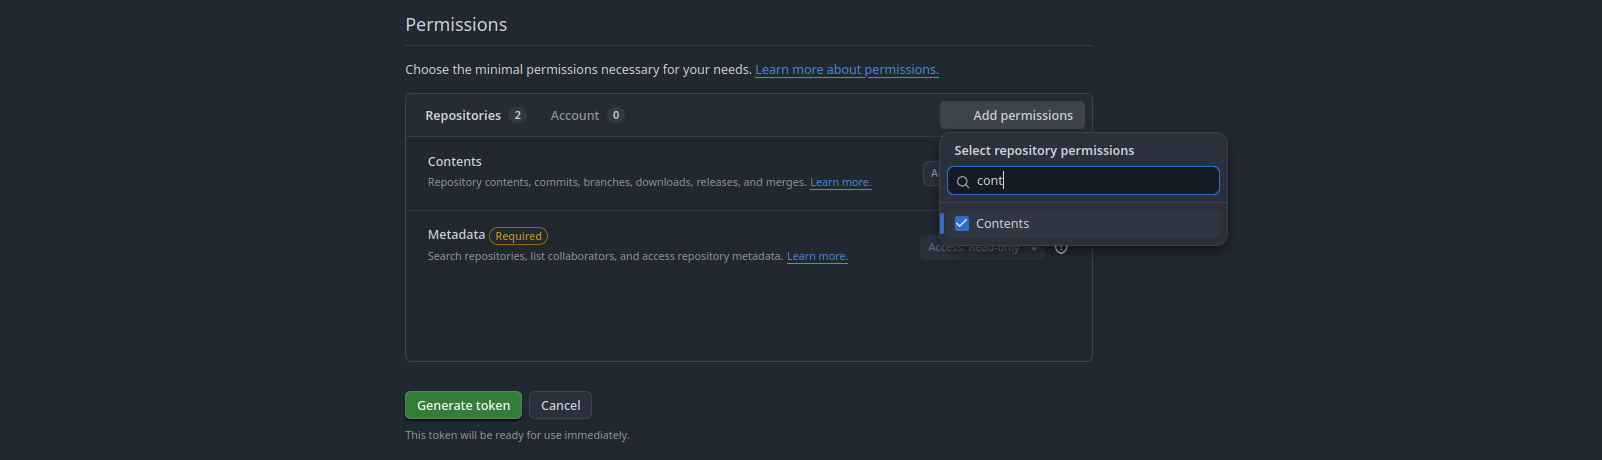 Permissions
Choose the minimal permissions necessary for your needs. Learn more about permissions.
Repositories 2 Account 0 Add permissions
Select repository permissions
cont
Contents
Contents
Repository contents, commits, branches, downloads, releases, and merges. Learn more.
Metadata Required
Search repositories, list collaborators, and access repository metadata. Learn more.
Access: Read-only
Generate token Cancel
This token will be ready for use immediately.